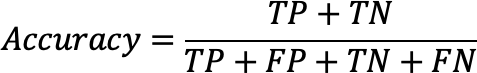 Accuracy = (TP + TN) / (TP + FP + TN + FN)